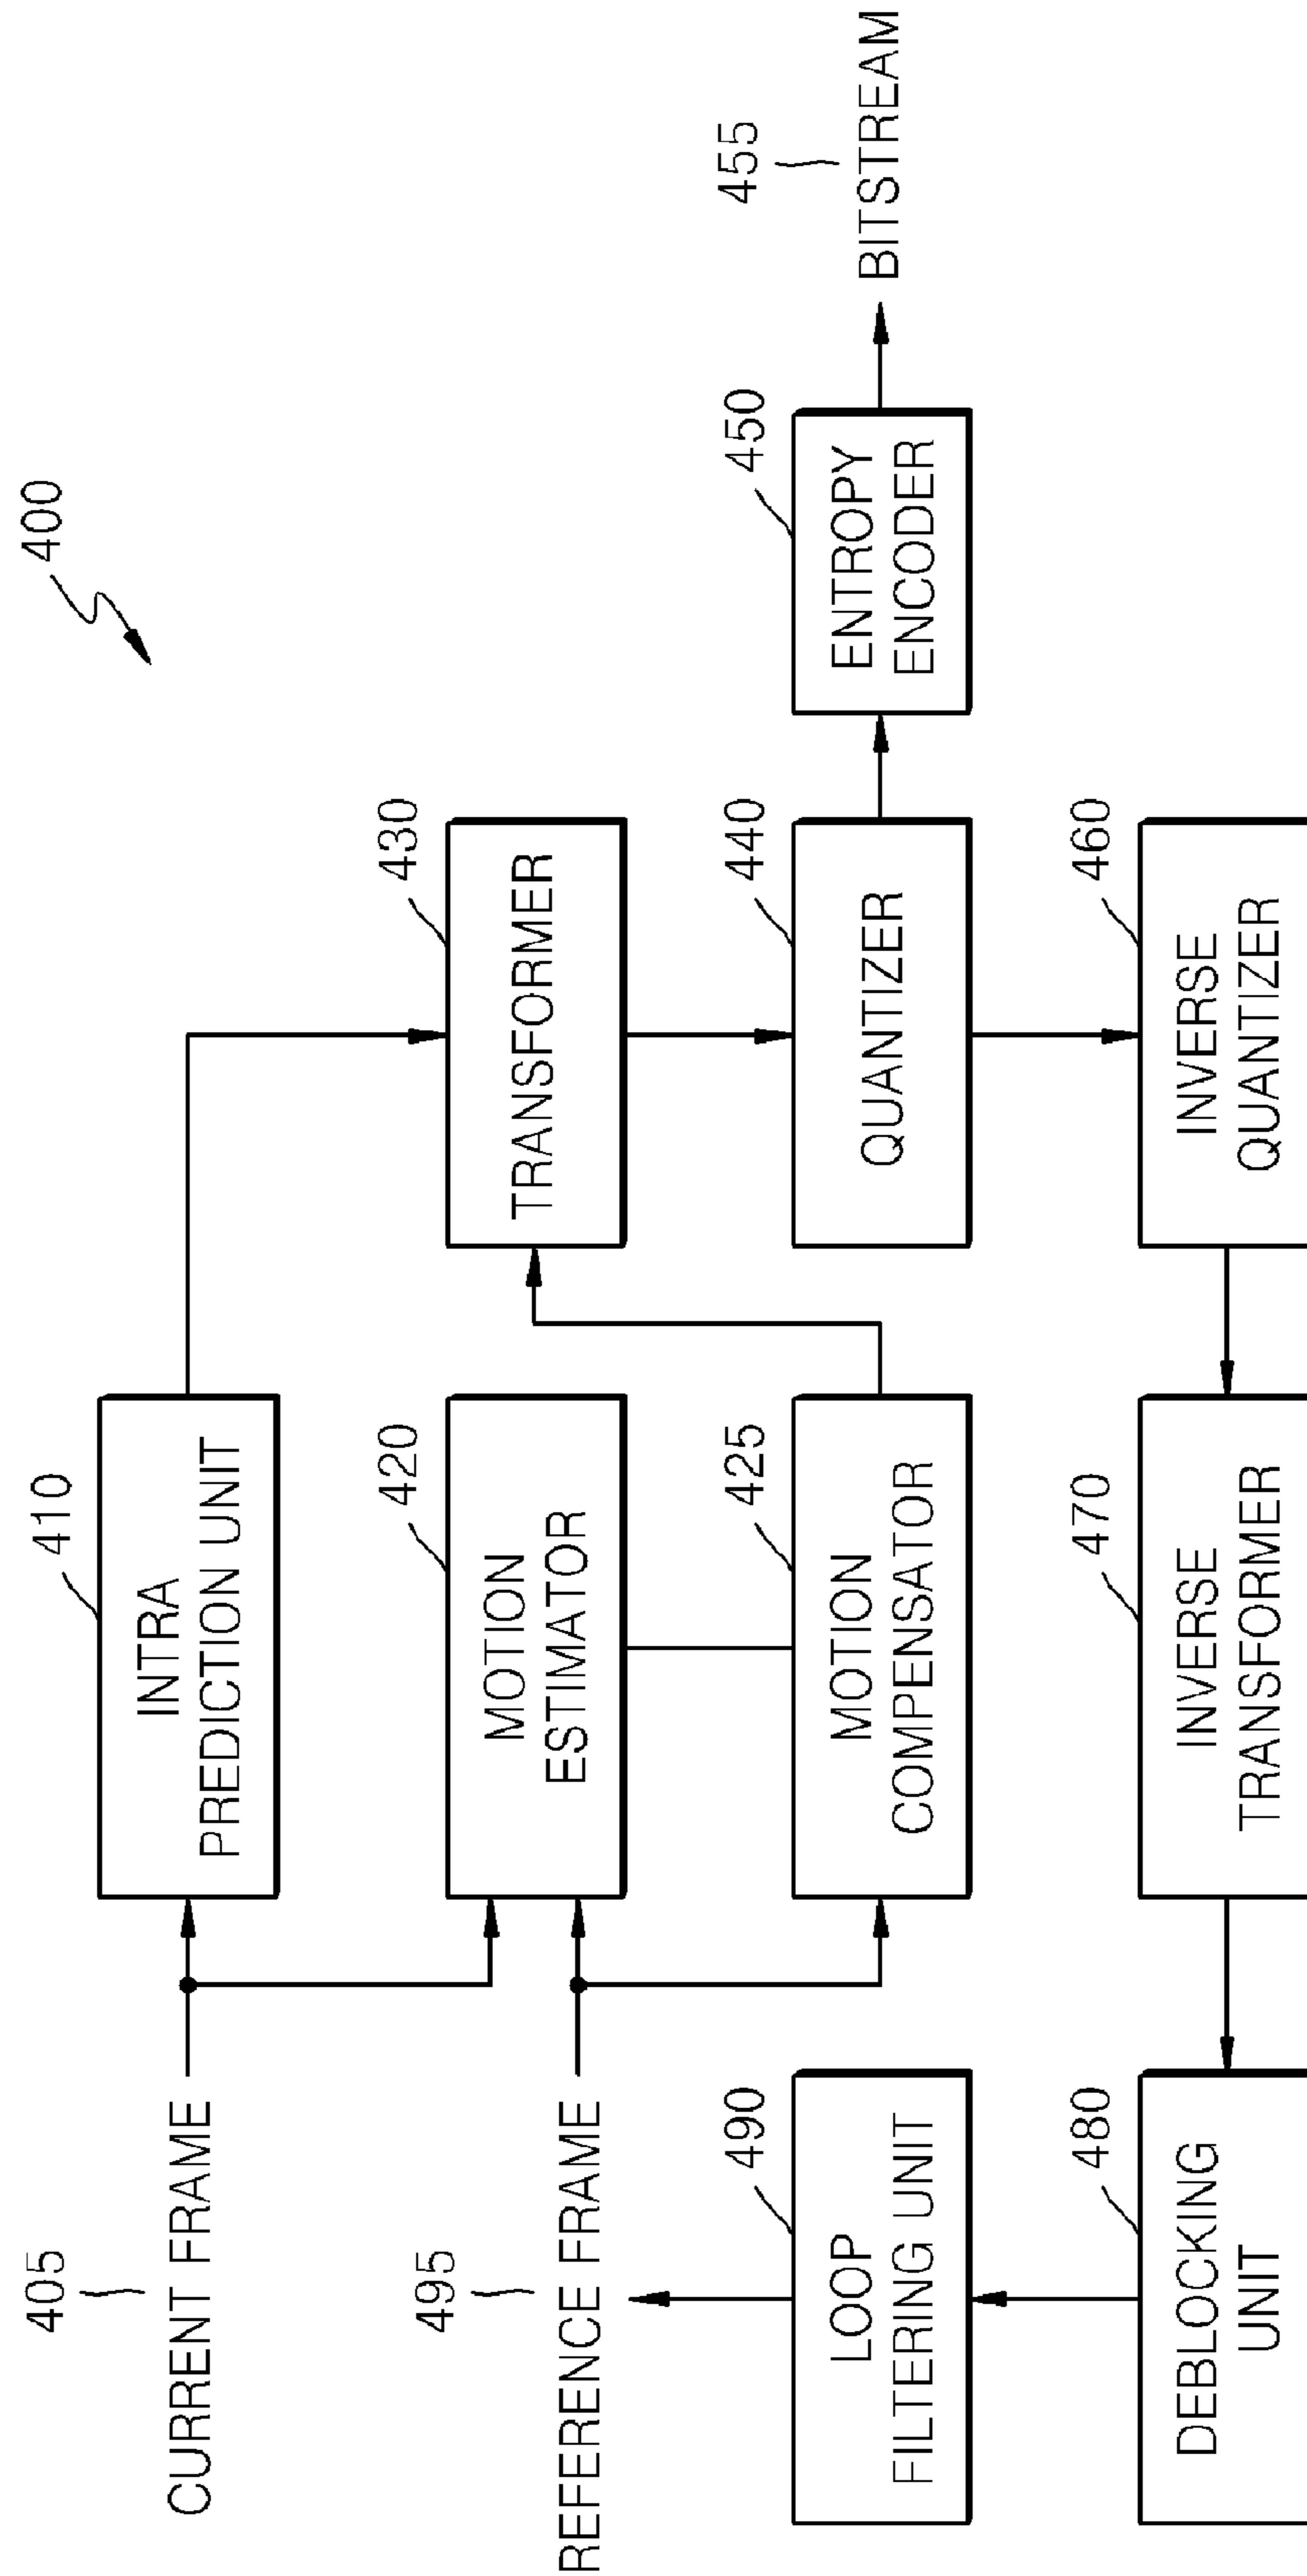 400
405
CURRENT FRAME
410
INTRA
PREDICTION UNIT
495
REFERENCE FRAME
420
MOTION
ESTIMATOR
430
TRANSFORMER
490
LOOP
FILTERING UNIT
425
MOTION
COMPENSATOR
440
QUANTIZER
450
ENTROPY
ENCODER
455
BITSTREAM
480
DEBLOCKING
UNIT
470
INVERSE
TRANSFORMER
460
INVERSE
QUANTIZER